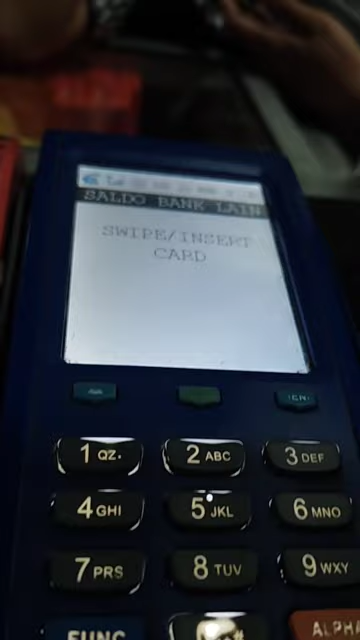 SALDO BANK LAIN
SWIPE/INSERT
CARD
1 QZ. 2 ABC 3 DEF
4 GHI 5 JKL 6 MNO
7 PRS 8 TUV 9 WXY
FUNC # ALPHA